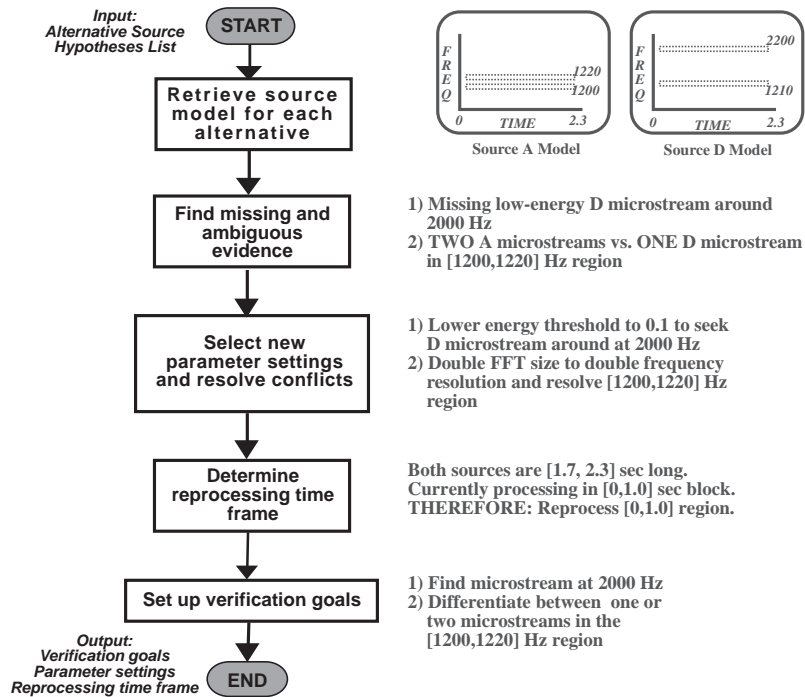 Input:
Alternative Source
Hypotheses List
START
Retrieve source
model for each
alternative
F
R
E
Q
1220
1200
0 TIME 2.3
Source A Model
F
R
E
Q
2200
1210
0 TIME 2.3
Source D Model
Find missing and
ambiguous
evidence
1) Missing low-energy D microstream around
2000 Hz
2) TWO A microstreams vs. ONE D microstream
in [1200,1220] Hz region
Select new
parameter settings
and resolve conflicts
1) Lower energy threshold to 0.1 to seek
D microstream around at 2000 Hz
2) Double FFT size to double frequency
resolution and resolve [1200,1220] Hz
region
Determine
reprocessing time
frame
Both sources are [1.7, 2.3] sec long.
Currently processing in [0,1.0] sec block.
THEREFORE: Reprocess [0,1.0] region.
Set up verification goals
1) Find microstream at 2000 Hz
2) Differentiate between one or
two microstreams in the
[1200,1220] Hz region
Output:
Verification goals
Parameter settings
Reprocessing time frame
END